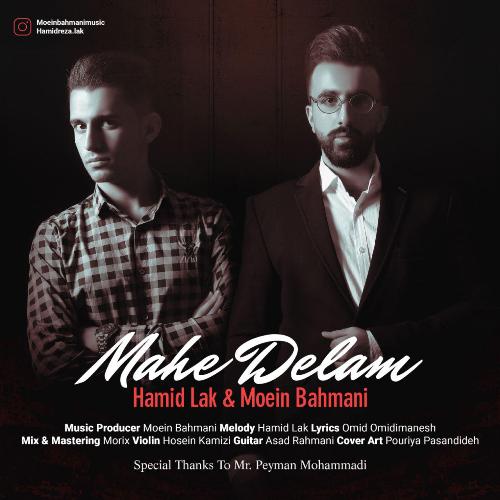 Moeinbahmanimusic
Hamidreza.lak
Mahe Delam
Hamid Lak & Moein Bahmani
Music Producer Moein Bahmani Melody Hamid Lak Lyrics Omid Omidimanesh
Mix & Mastering Morix Violin Hosein Kamizi Guitar Asad Rahmani Cover Art Pouriya Pasandideh
Special Thanks To Mr. Peyman Mohammadi